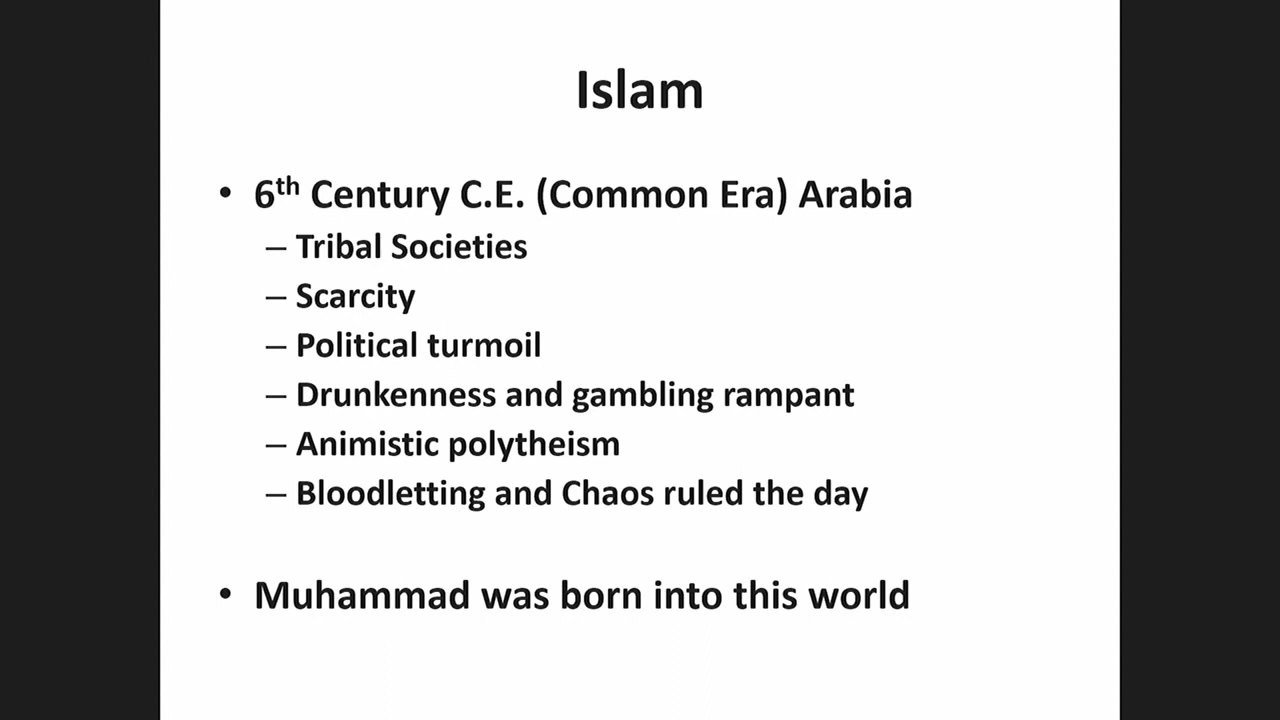 Islam
• 6th Century C.E. (Common Era) Arabia
– Tribal Societies
– Scarcity
– Political turmoil
– Drunkenness and gambling rampant
– Animistic polytheism
– Bloodletting and Chaos ruled the day
• Muhammad was born into this world